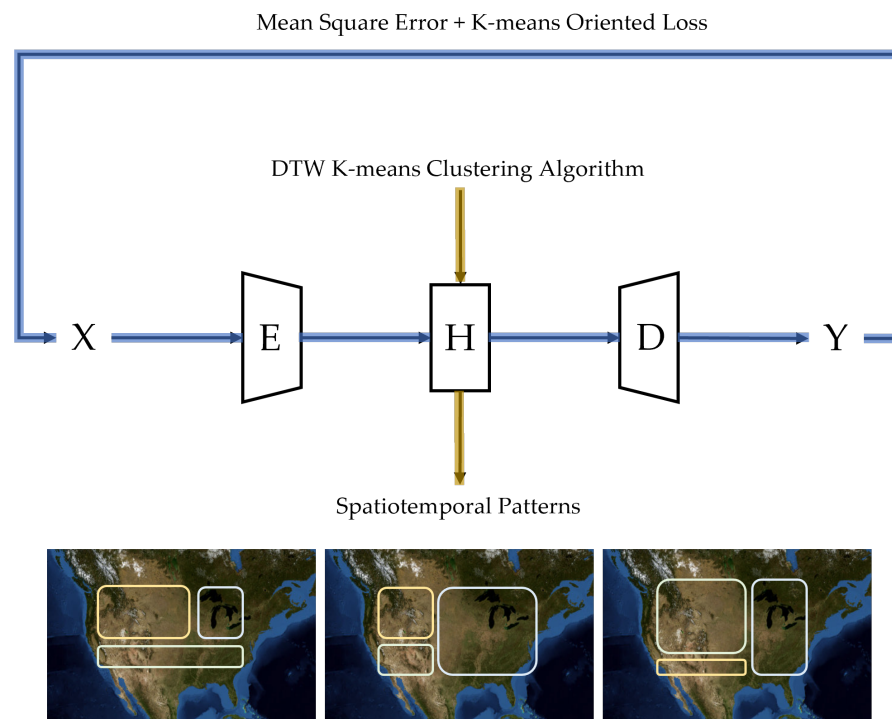 Mean Square Error + K-means Oriented Loss
DTW K-means Clustering Algorithm
X E H D Y
Spatiotemporal Patterns